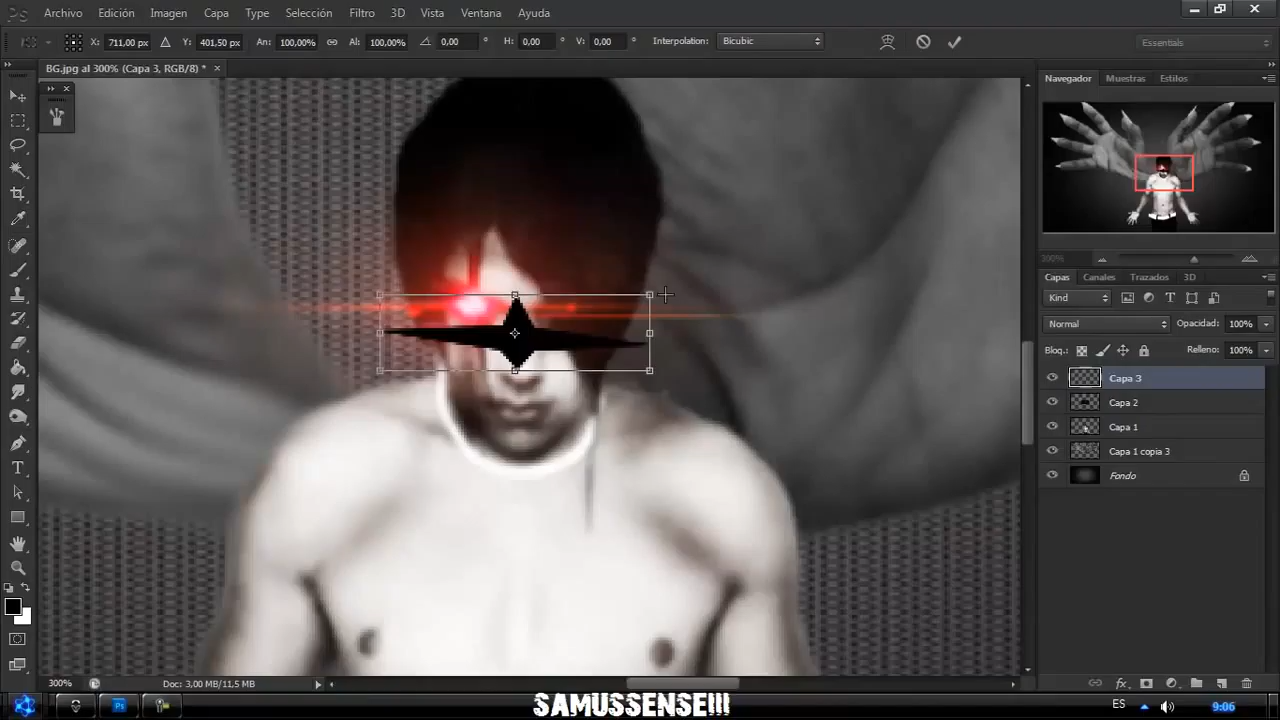 Ps Archivo Edición Imagen Capa Type Selección Filtro 3D Vista Ventana Ayuda
X: 711,00 px Y: 401,50 px An: 100,00% Al: 100,00% 0,00 ° H: 0,00 ° V: 0,00 ° Interpolation: Bicubic Essentials
BG.jpg al 300% (Capa 3, RGB/8) * ×
Navegador Muestras Estilos
300%
Capas Canales Trazados 3D
Kind
Normal Opacidad: 100%
Bloq.: Relleno: 100%
Capa 3
Capa 2
Capa 1
Capa 1 copia 3
Fondo
300% Doc: 3,00 MB/11,5 MB
SAMUSSENSEIII
Ps ES 9:06